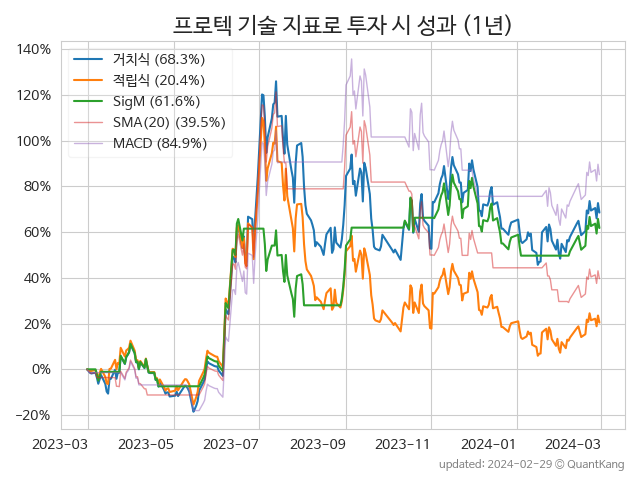 프로텍 기술 지표로 투자 시 성과 (1년)
140%
120%
100%
80%
60%
40%
20%
0%
−20%
거치식 (68.3%)
적립식 (20.4%)
SigM (61.6%)
SMA(20) (39.5%)
MACD (84.9%)
2023−03
2023−05
2023−07
2023−09
2023−11
2024−01
2024−03
updated: 2024−02−29 ⓒ QuantKang